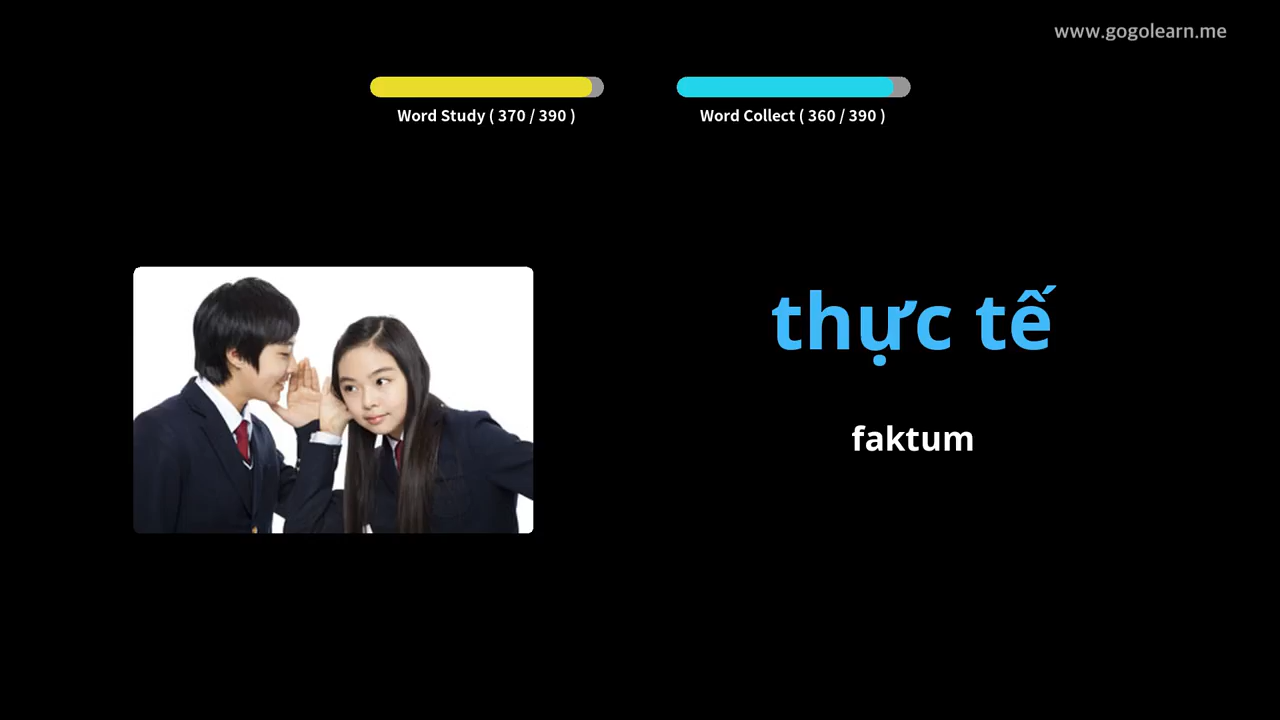 www.gogolearn.me
Word Study ( 370 / 390 )
Word Collect ( 360 / 390 )
thực tế
faktum